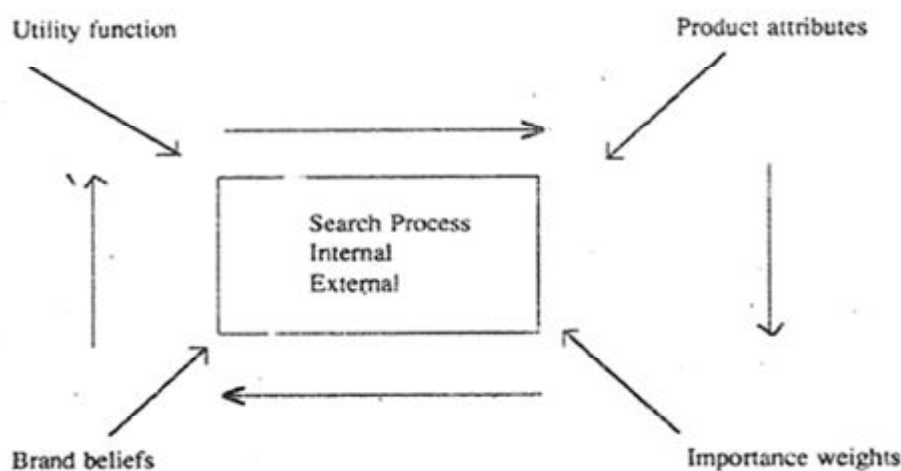 Utility function
Product attributes
Search Process
Internal
External
Brand beliefs
Importance weights